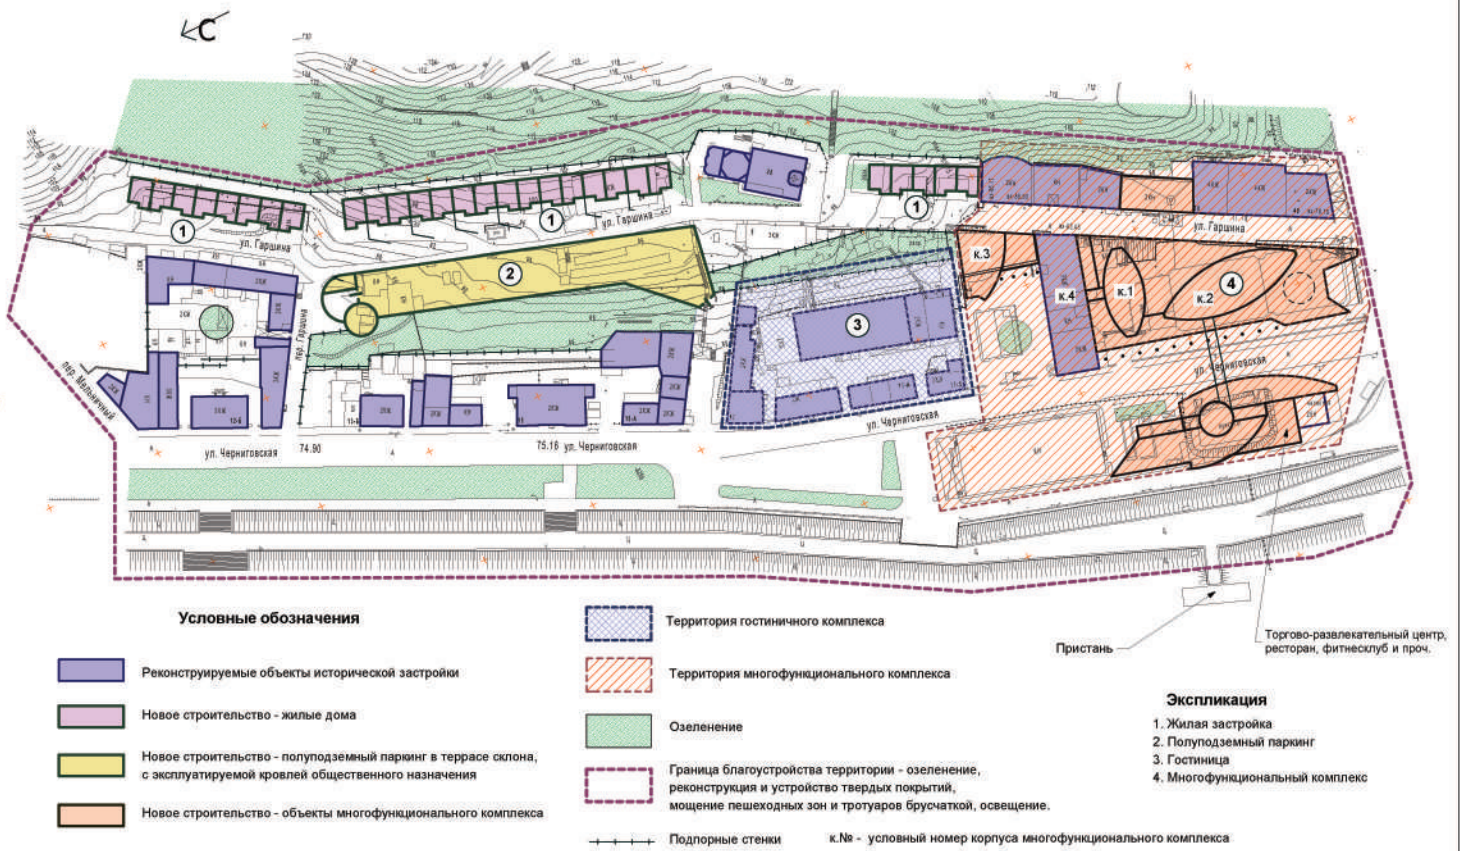 С
1
ул. Гаршина
1
ул. Гаршина
1
ул. Гаршина
2
3
к.3
к.4
к.1
к.2
4
пер. Гаршина
пер. Мельничный
ул. Черниговская
74.90
75.16 ул. Черниговская
ул. Черниговская
ул. Черниговская
Пристань
Торгово-развлекательный центр,
ресторан, фитнесклуб и проч.
Условные обозначения
Реконструируемые объекты исторической застройки
Новое строительство - жилые дома
Новое строительство - полуподземный паркинг в террасе склона,
с эксплуатируемой кровлей общественного назначения
Новое строительство - объекты многофункционального комплекса
Территория гостиничного комплекса
Территория многофункционального комплекса
Озеленение
Граница благоустройства территории - озеленение,
реконструкция и устройство твердых покрытий,
мощение пешеходных зон и тротуаров брусчаткой, освещение.
Подпорные стенки
к.№ - условный номер корпуса многофункционального комплекса
Экспликация
1. Жилая застройка
2. Полуподземный паркинг
3. Гостиница
4. Многофункциональный комплекс